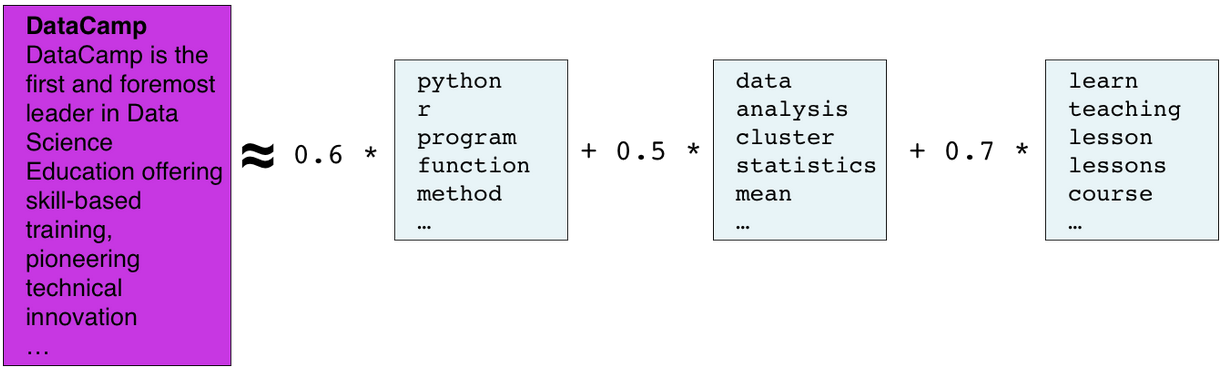 DataCamp
DataCamp is the
first and foremost
leader in Data
Science
Education offering
skill-based
training,
pioneering
technical
innovation
…
≈ 0.6 *
python
r
program
function
method
…
+ 0.5 *
data
analysis
cluster
statistics
mean
…
+ 0.7 *
learn
teaching
lesson
lessons
course
…